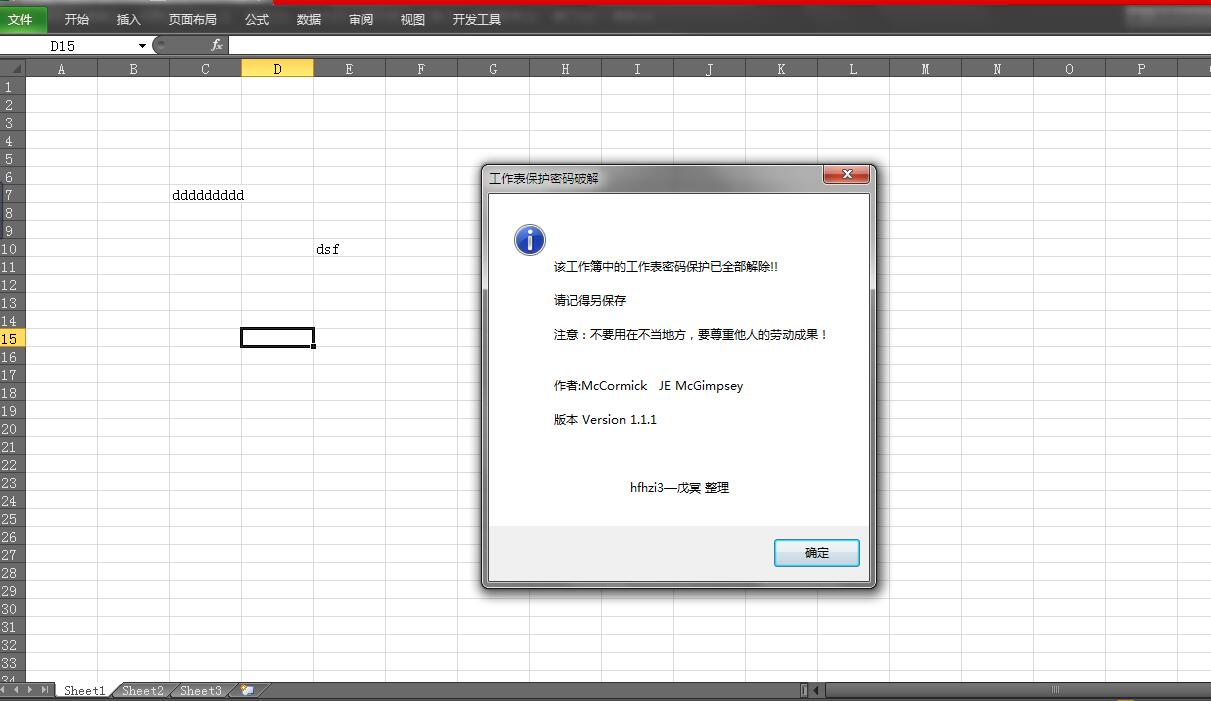 文件 开始 插入 页面布局 公式 数据 审阅 视图 开发工具
D15 fx
A B C D E F G H I J K L M N O P
1
2
3
4
5
6
工作表保护密码破解
7 ddddddddd
8
9
10 dsf
11
该工作簿中的工作表密码保护已全部解除!!
12
13
请记得另保存
14
15
注意：不要用在不当地方，要尊重他人的劳动成果！
16
17
18
作者:McCormick JE McGimpsey
19
20
版本 Version 1.1.1
21
22
23
24
hfhzi3—戊冥 整理
25
26
27
确定
28
29
30
31
32
33
34
Sheet1 Sheet2 Sheet3